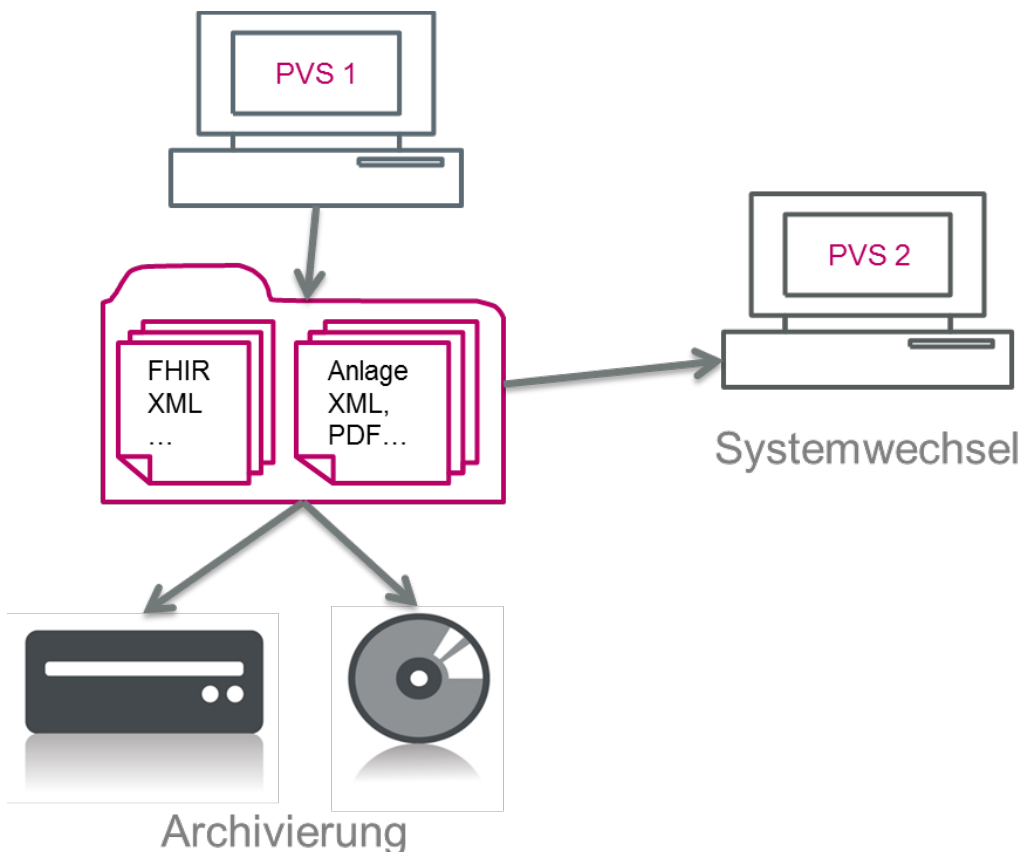 PVS 1
PVS 2
FHIR
XML
…
Anlage
XML,
PDF…
Systemwechsel
Archivierung